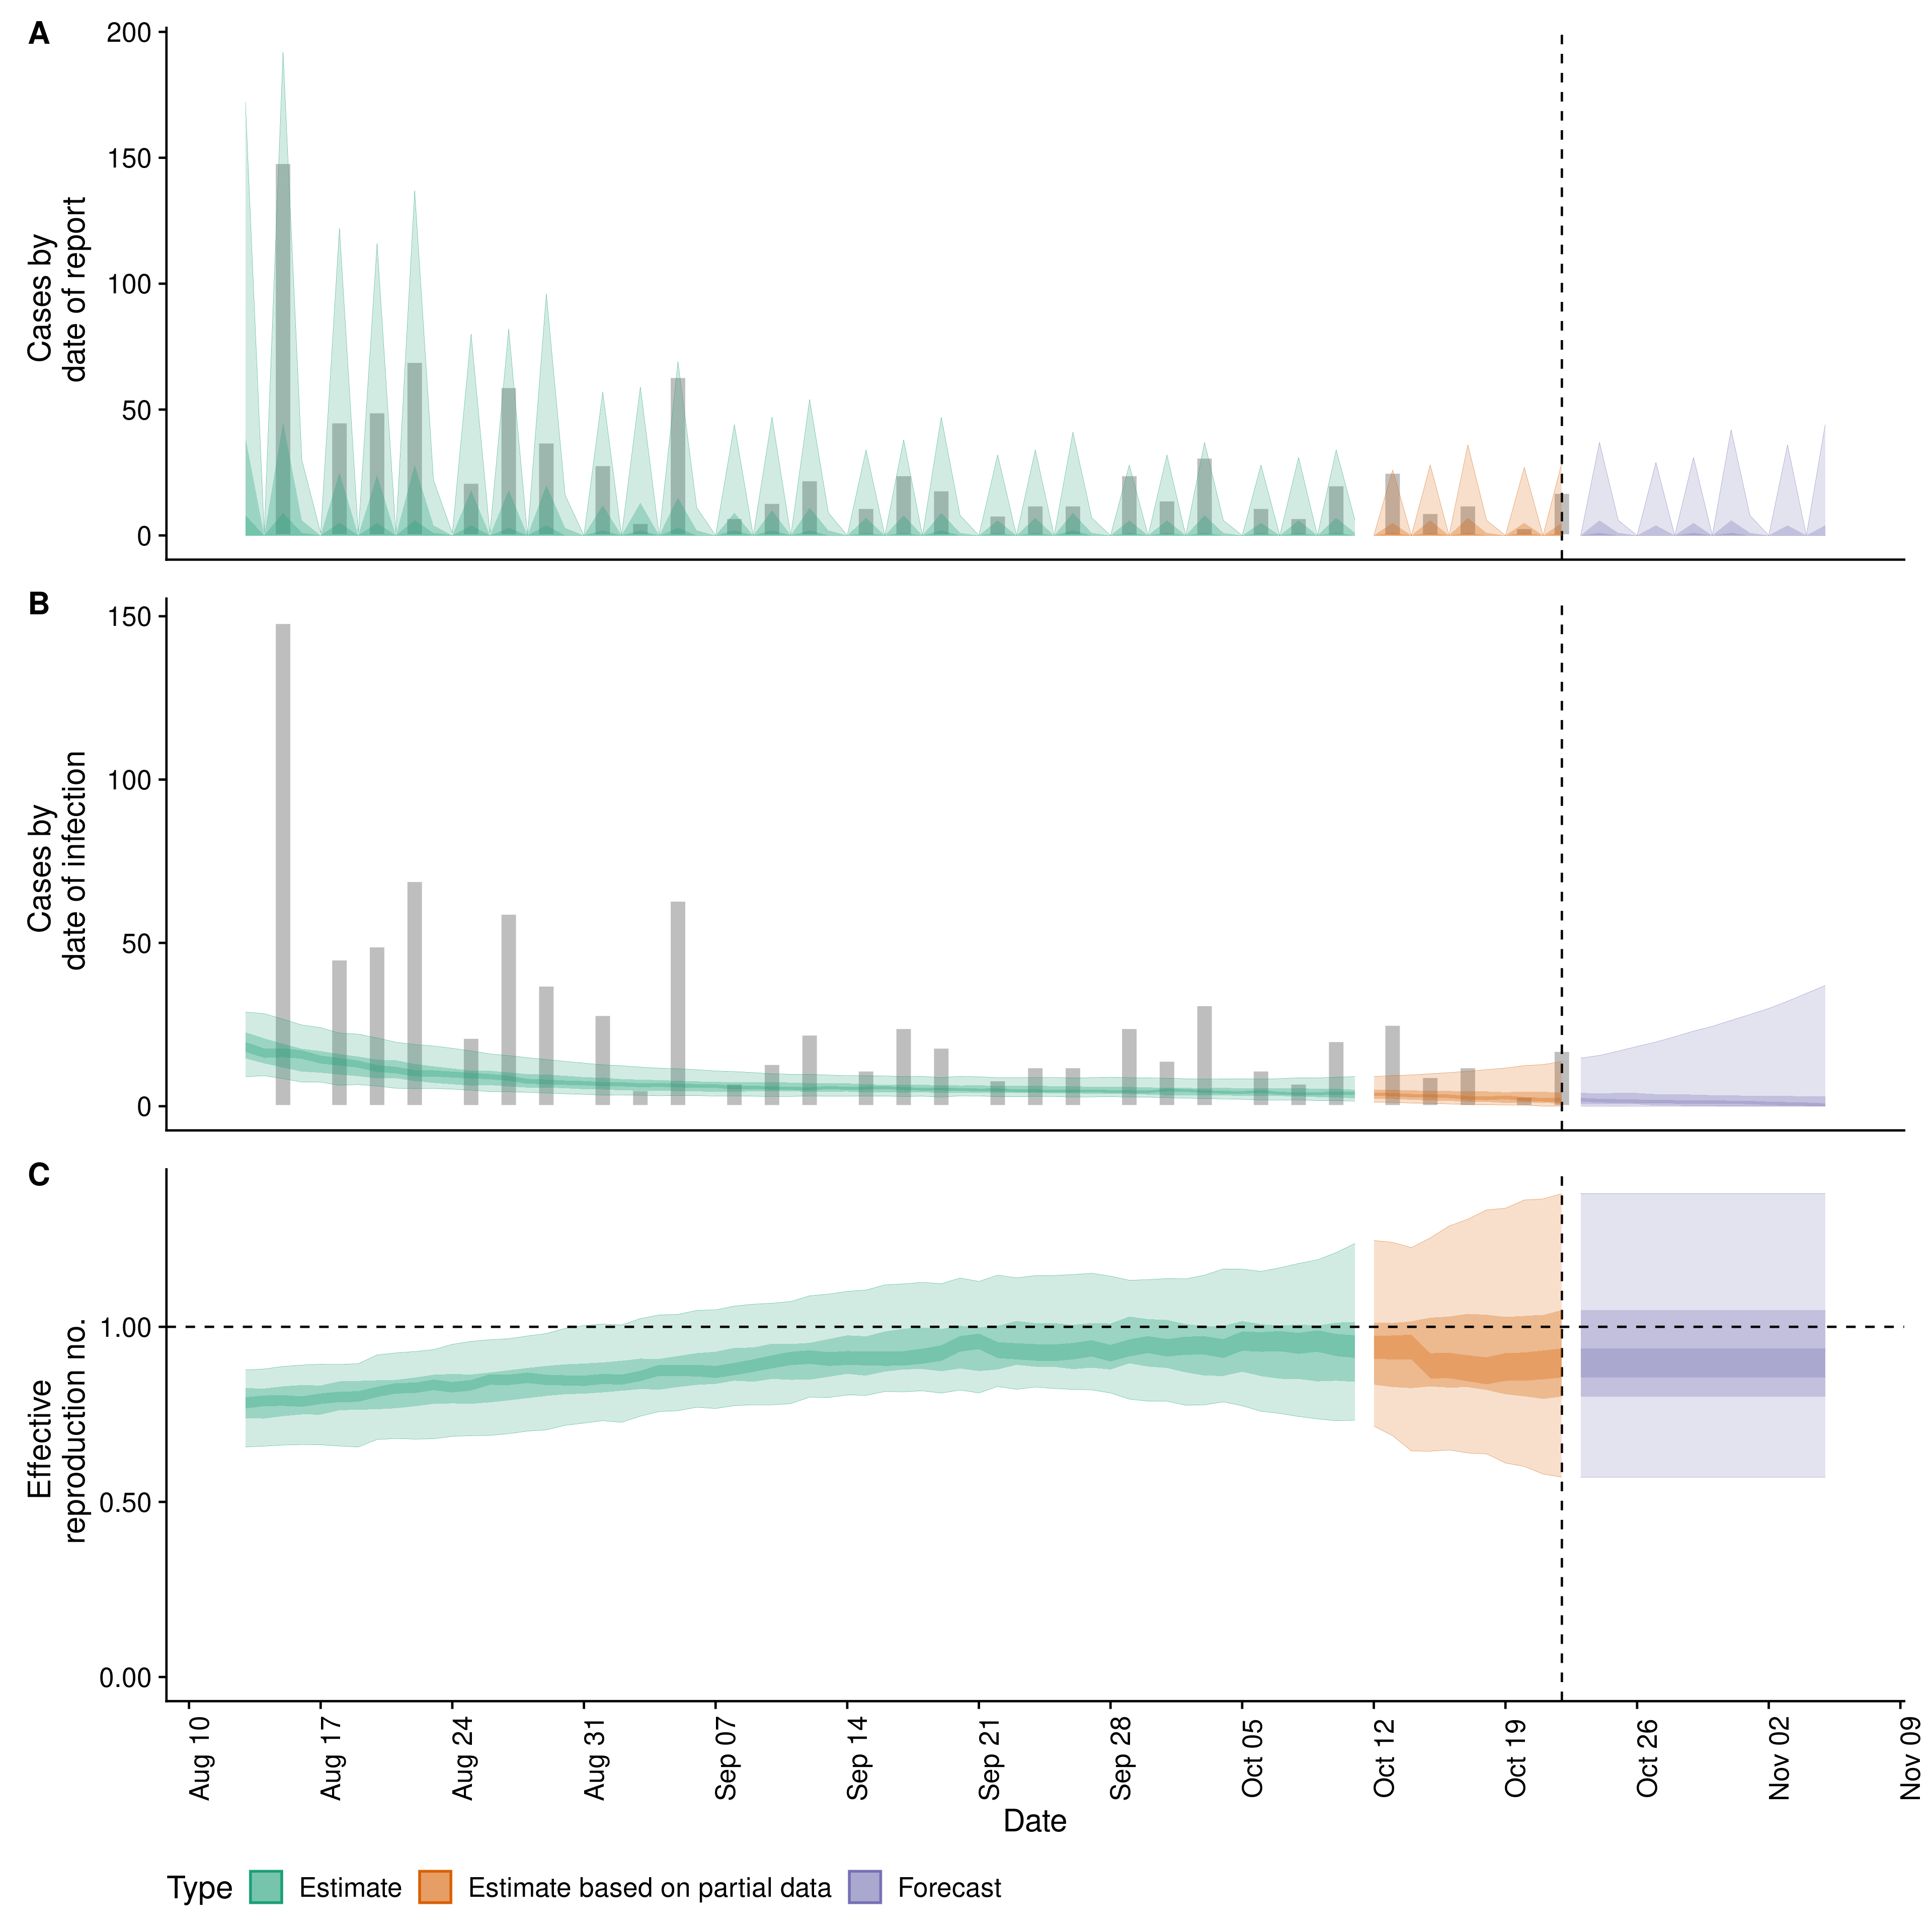 A
200
150
100
50
0
Cases by
date of report
B
150
100
50
0
Cases by
date of infection
C
1.00
0.50
0.00
Effective
reproduction no.
Aug 10
Aug 17
Aug 24
Aug 31
Sep 07
Sep 14
Sep 21
Sep 28
Oct 05
Oct 12
Oct 19
Oct 26
Nov 02
Nov 09
Date
Type Estimate Estimate based on partial data Forecast